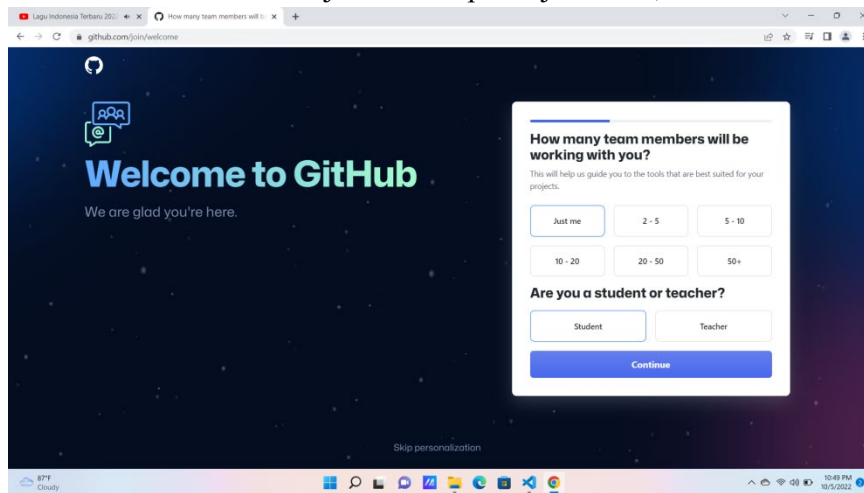 Lagu Indonesia Terbaru 202
How many team members will b
github.com/join/welcome
Welcome to GitHub
We are glad you're here.
How many team members will be
working with you?
This will help us guide you to the tools that are best suited for your
projects.
Just me
2 - 5
5 - 10
10 - 20
20 - 50
50+
Are you a student or teacher?
Student
Teacher
Continue
Skip personalization
87°F
Cloudy
10:49 PM
10/5/2022